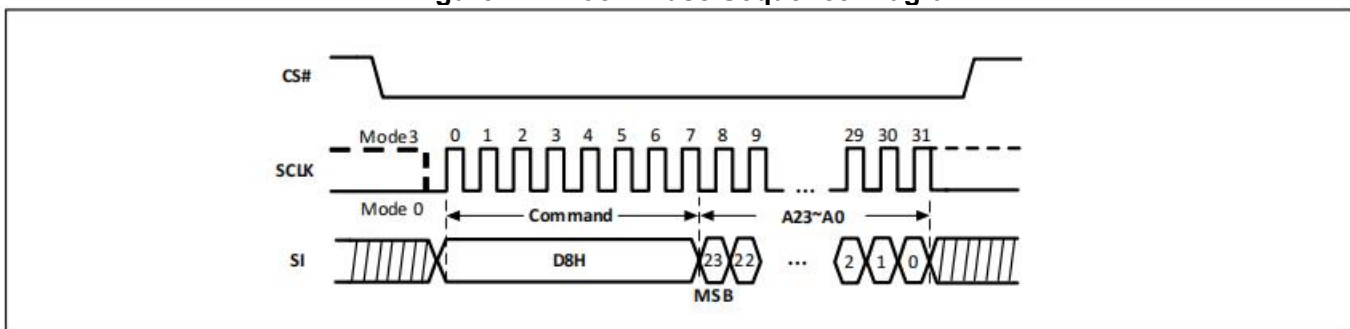 CS#
Mode3 0 1 2 3 4 5 6 7 8 9 29 30 31
SCLK
...
Mode 0
Command
A23~A0
SI
D8H
23 22 ... 2 1 0
MSB